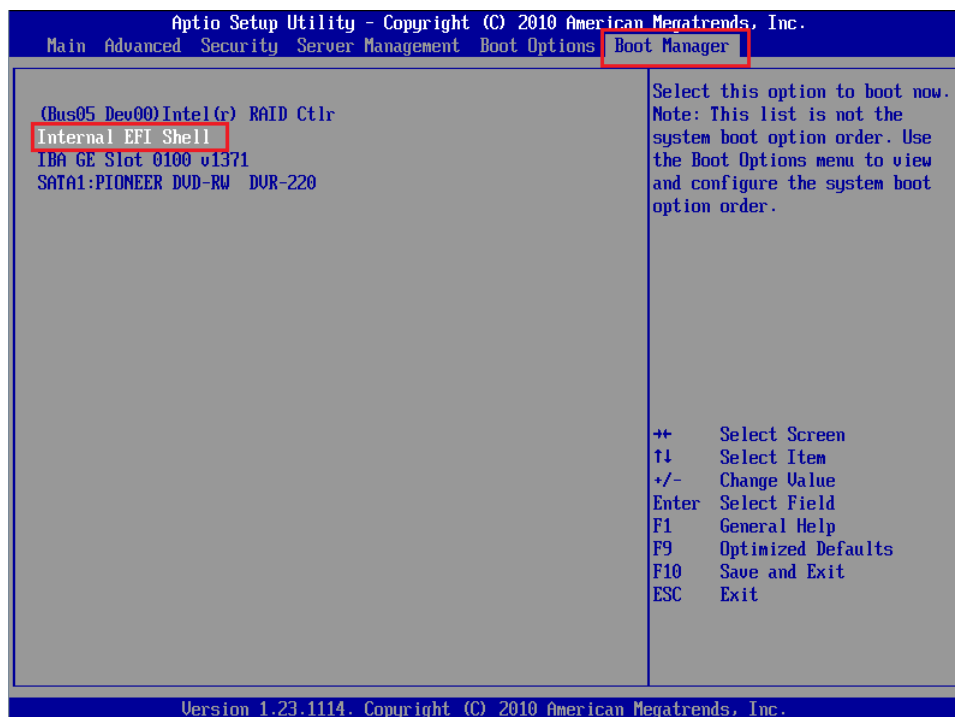 Aptio Setup Utility - Copyright (C) 2010 American Megatrends, Inc.
Main Advanced Security Server Management Boot Options Boot Manager
(Bus05 Dev00)Intel(r) RAID Ctlr
Internal EFI Shell
IBA GE Slot 0100 v1371
SATA1:PIONEER DVD-RW DVR-220
Select this option to boot now.
Note: This list is not the
system boot option order. Use
the Boot Options menu to view
and configure the system boot
option order.
→← Select Screen
↑↓ Select Item
+/- Change Value
Enter Select Field
F1 General Help
F9 Optimized Defaults
F10 Save and Exit
ESC Exit
Version 1.23.1114. Copyright (C) 2010 American Megatrends, Inc.